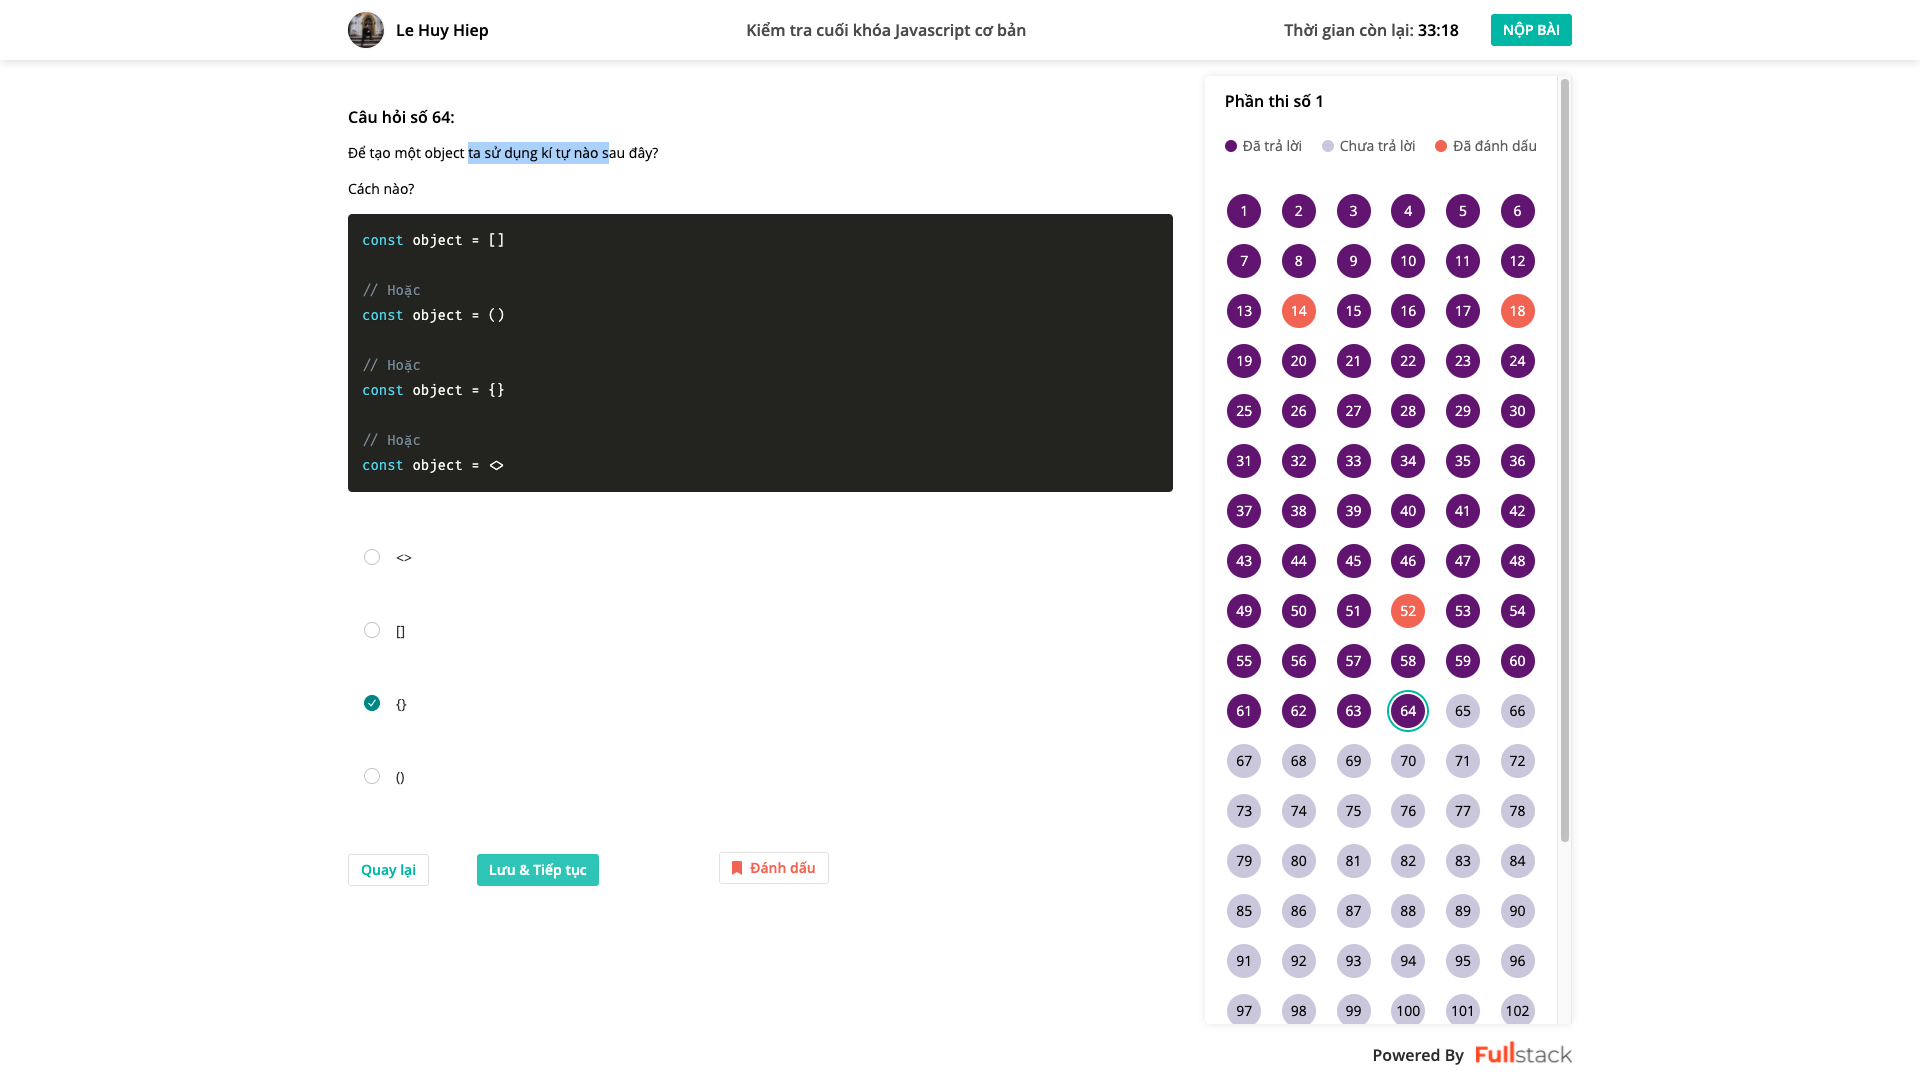 Le Huy Hiep
Kiểm tra cuối khóa Javascript cơ bản
Thời gian còn lại: 33:18
NỘP BÀI
Câu hỏi số 64:
Để tạo một object ta sử dụng kí tự nào sau đây?
Cách nào?
const object = []
// Hoặc
const object = ()
// Hoặc
const object = {}
// Hoặc
const object = <>
<>
[]
{}
()
Quay lại
Lưu & Tiếp tục
Đánh dấu
Phần thi số 1
Đã trả lời
Chưa trả lời
Đã đánh dấu
1 2 3 4 5 6
7 8 9 10 11 12
13 14 15 16 17 18
19 20 21 22 23 24
25 26 27 28 29 30
31 32 33 34 35 36
37 38 39 40 41 42
43 44 45 46 47 48
49 50 51 52 53 54
55 56 57 58 59 60
61 62 63 64 65 66
67 68 69 70 71 72
73 74 75 76 77 78
79 80 81 82 83 84
85 86 87 88 89 90
91 92 93 94 95 96
97 98 99 100 101 102
Powered By Fullstack